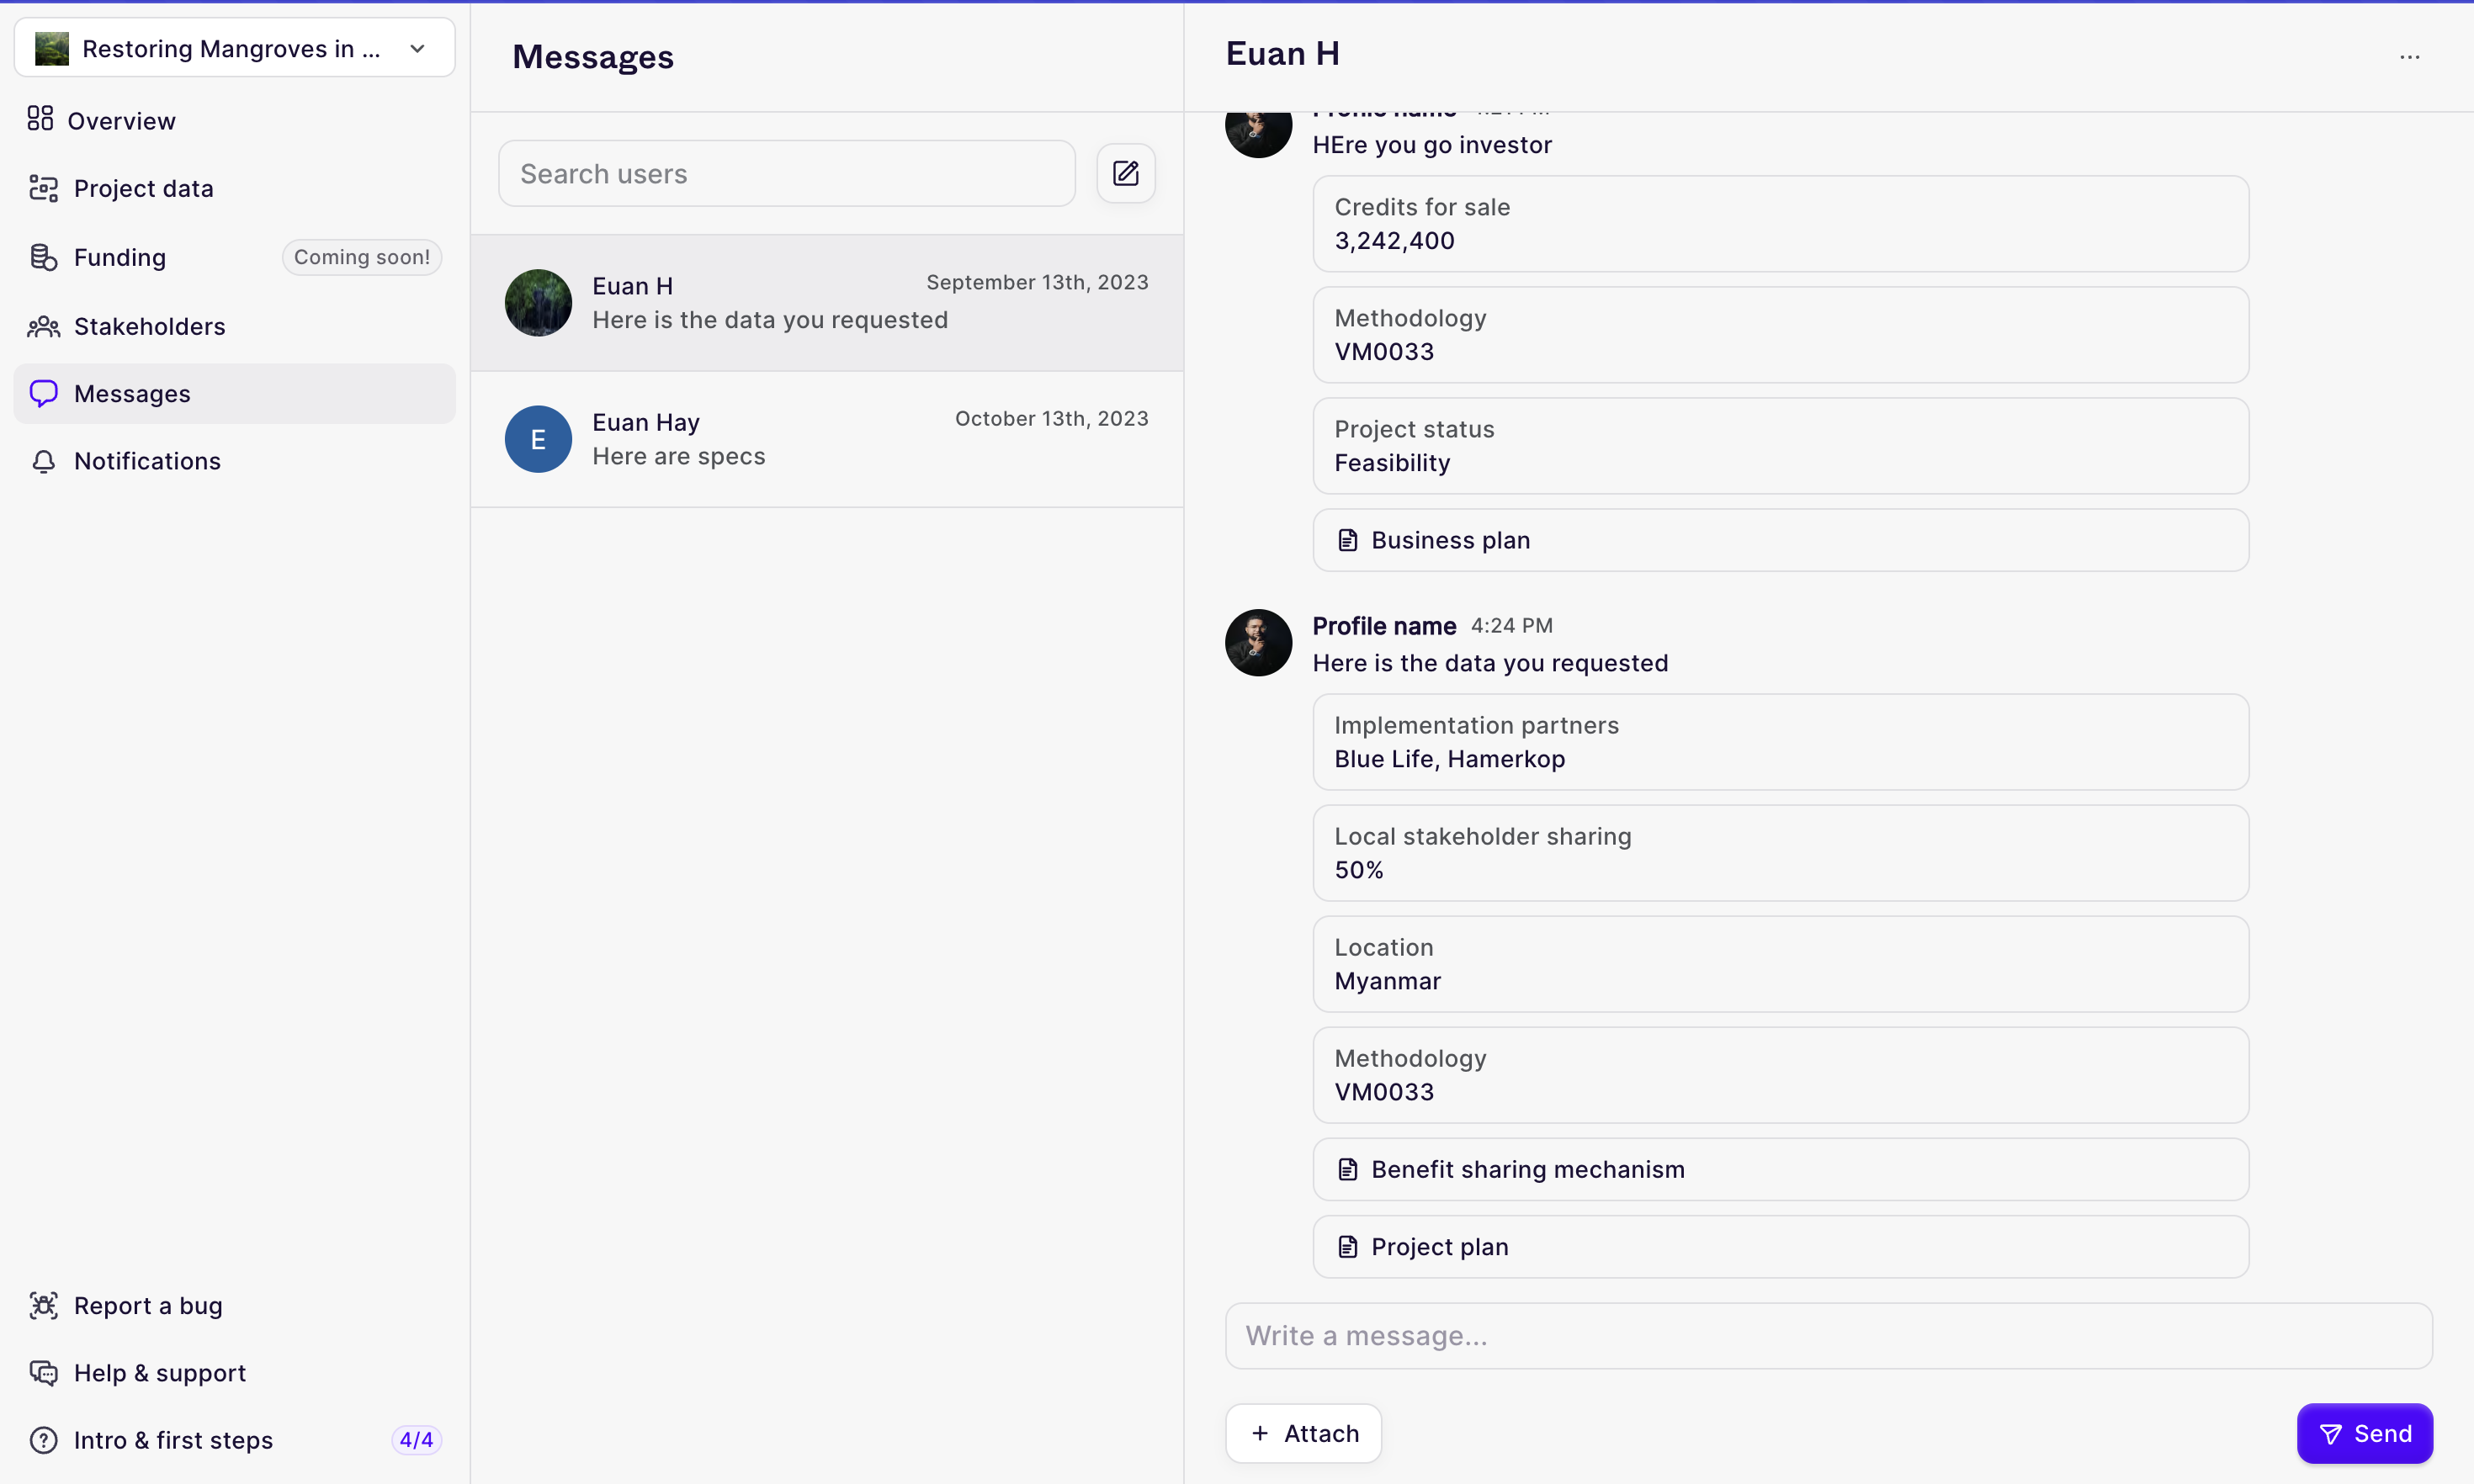 Restoring Mangroves in ...
Overview
Project data
Funding
Coming soon!
Stakeholders
Messages
Notifications
Report a bug
Help & support
Intro & first steps
4/4
Messages
Search users
Euan H
September 13th, 2023
Here is the data you requested
E
Euan Hay
October 13th, 2023
Here are specs
Euan H
...
Profile name
HEre you go investor
Credits for sale
3,242,400
Methodology
VM0033
Project status
Feasibility
Business plan
Profile name 4:24 PM
Here is the data you requested
Implementation partners
Blue Life, Hamerkop
Local stakeholder sharing
50%
Location
Myanmar
Methodology
VM0033
Benefit sharing mechanism
Project plan
Write a message...
+ Attach
Send